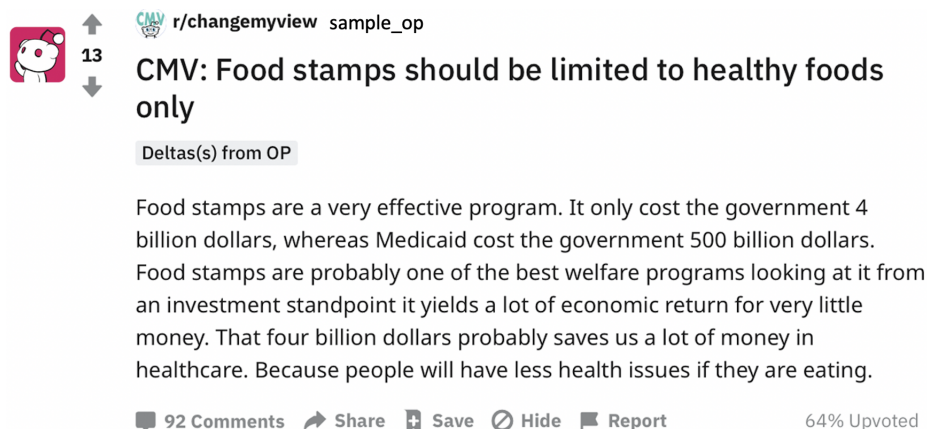 r/changemyview sample_op
13
CMV: Food stamps should be limited to healthy foods
only
Deltas(s) from OP
Food stamps are a very effective program. It only cost the government 4
billion dollars, whereas Medicaid cost the government 500 billion dollars.
Food stamps are probably one of the best welfare programs looking at it from
an investment standpoint it yields a lot of economic return for very little
money. That four billion dollars probably saves us a lot of money in
healthcare. Because people will have less health issues if they are eating.
92 Comments Share Save Hide Report 64% Upvoted